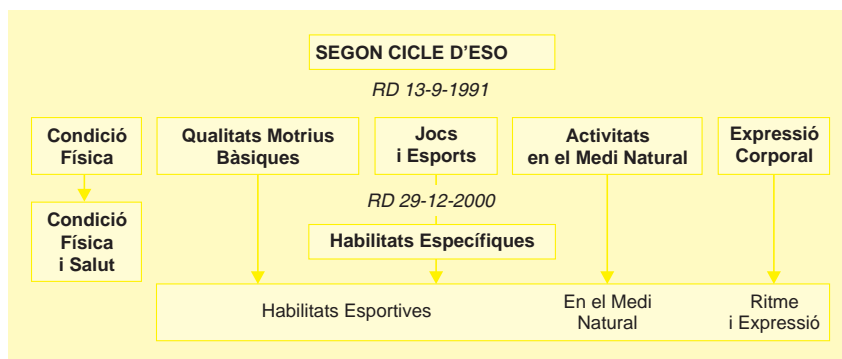 SEGON CICLE D'ESO
RD 13-9-1991
Condició
Física
Qualitats Motrius
Bàsiques
Jocs
i Esports
Activitats
en el Medi Natural
Expressió
Corporal
RD 29-12-2000
Condició
Física
i Salut
Habilitats Específiques
Habilitats Esportives
En el Medi
Natural
Ritme
i Expressió